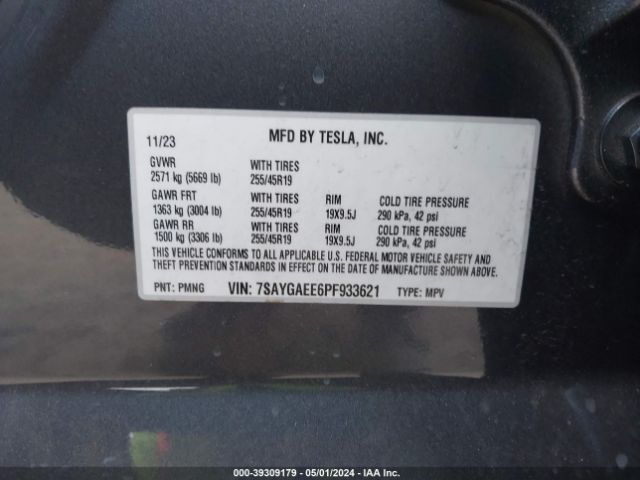 11/23 MFD BY TESLA, INC.
GVWR WITH TIRES
2571 kg (5669 lb) 255/45R19
GAWR FRT WITH TIRES RIM COLD TIRE PRESSURE
1363 kg (3004 lb) 255/45R19 19X9.5J 290 kPa, 42 psi
GAWR RR WITH TIRES RIM COLD TIRE PRESSURE
1500 kg (3306 lb) 255/45R19 19X9.5J 290 kPa, 42 psi
THIS VEHICLE CONFORMS TO ALL APPLICABLE U.S. FEDERAL MOTOR VEHICLE SAFETY AND
THEFT PREVENTION STANDARDS IN EFFECT ON THE DATE OF MANUFACTURE SHOWN ABOVE.
PNT: PMNG VIN: 7SAYGAEE6PF933621 TYPE: MPV
000-39309179 - 05/01/2024 - IAA Inc.